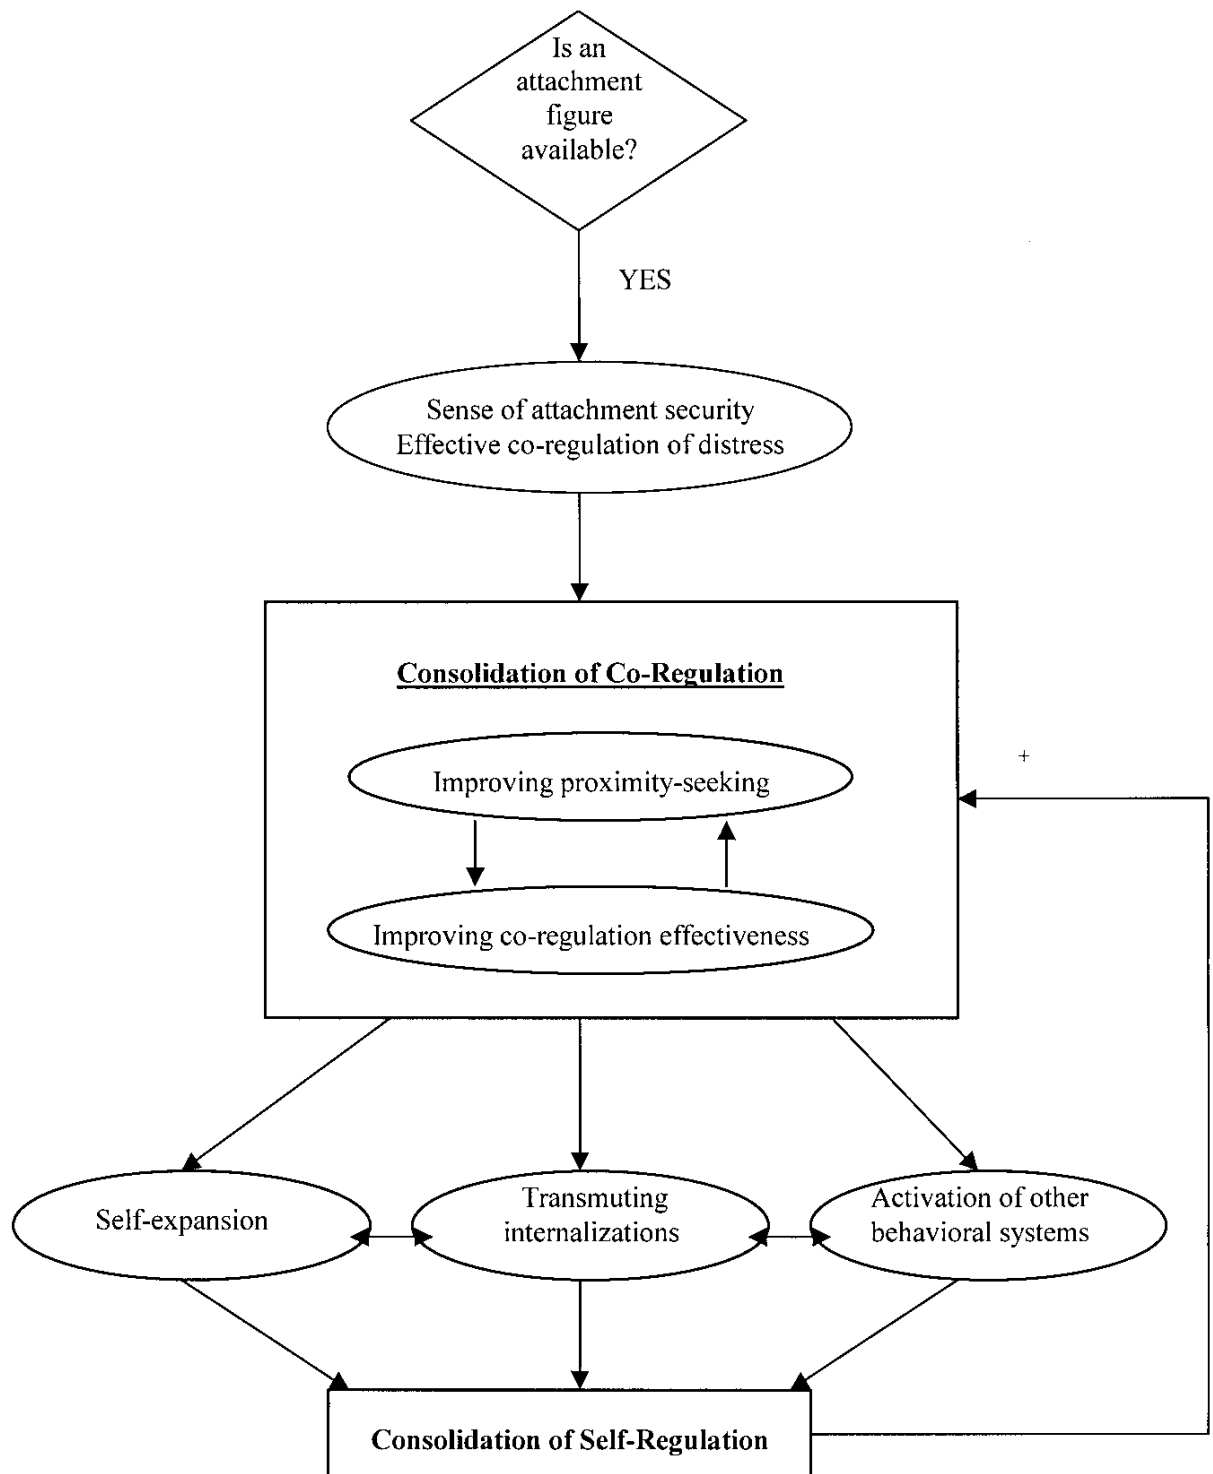 Is an
attachment
figure
available?
YES
Sense of attachment security
Effective co-regulation of distress
Consolidation of Co-Regulation
+
Improving proximity-seeking
Improving co-regulation effectiveness
Self-expansion
Transmuting
internalizations
Activation of other
behavioral systems
Consolidation of Self-Regulation